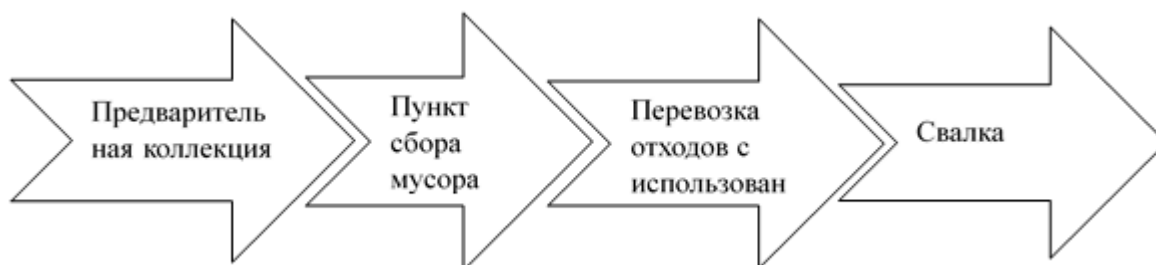 Предваритель
ная коллекция
Пункт
сбора
мусора
Перевозка
отходов с
использован
Свалка